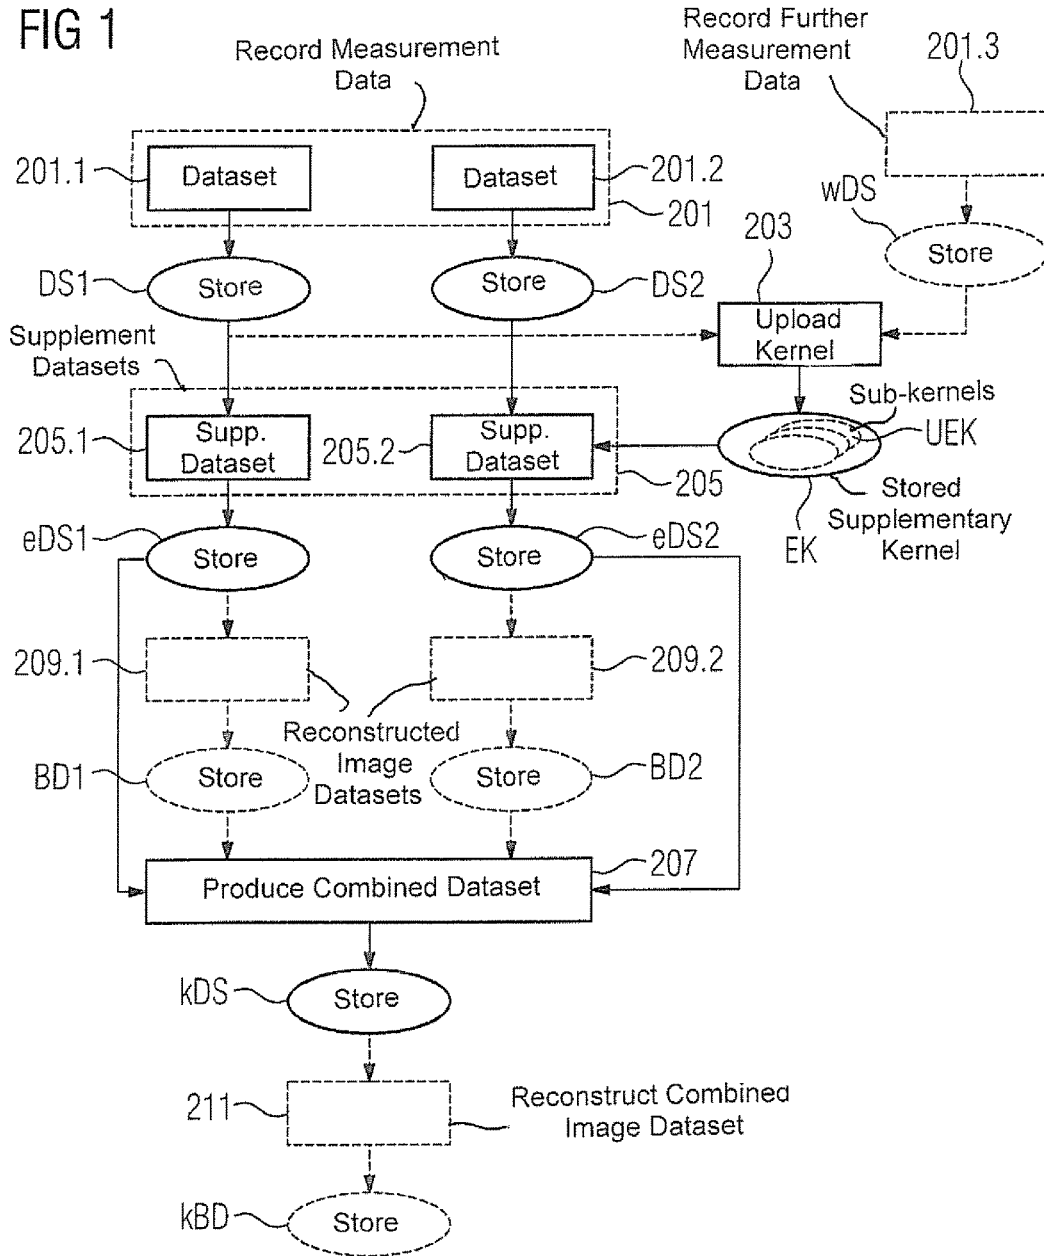 FIG 1
Record Measurement
Data
Record Further
Measurement
Data
201.3
201.1
Dataset
Dataset
201.2
201
wDS
Store
203
DS1
Store
Store
DS2
Upload
Kernel
Supplement
Datasets
Sub-kernels
UEK
205.1
Supp.
Dataset
205.2
Supp.
Dataset
205
Stored
Supplementary
Kernel
EK
eDS1
Store
Store
eDS2
209.1
209.2
Reconstructed
Image
Datasets
BD1
Store
Store
BD2
207
Produce Combined Dataset
kDS
Store
211
Reconstruct Combined
Image Dataset
kBD
Store